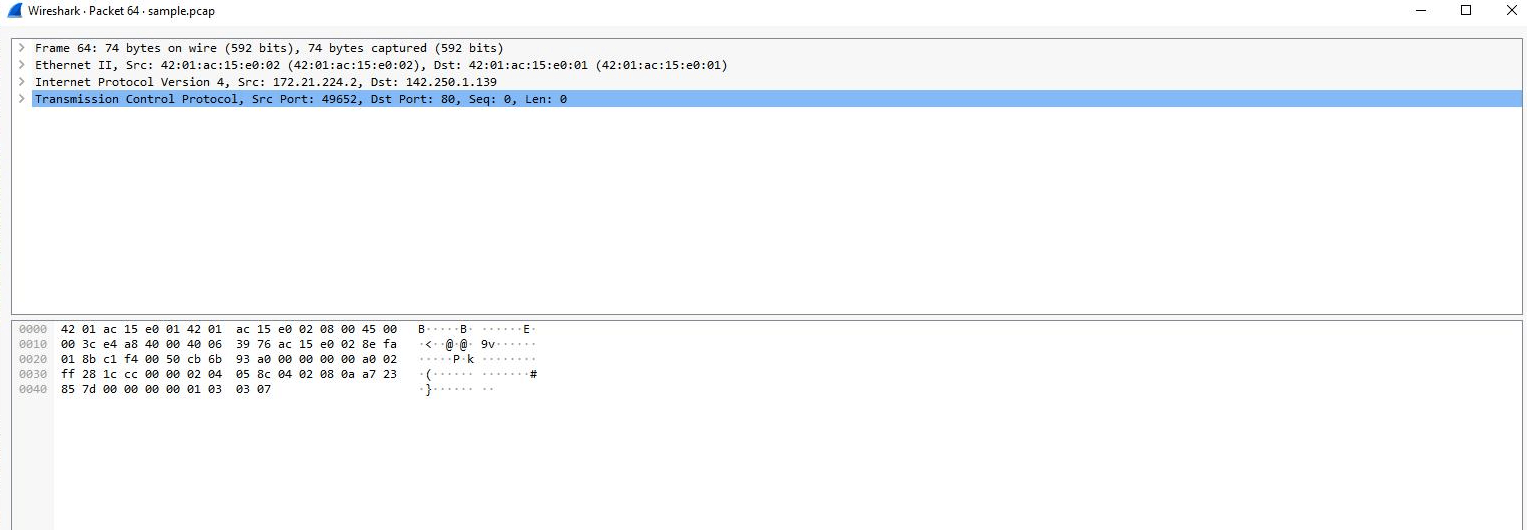 Wireshark · Packet 64 · sample.pcap
Frame 64: 74 bytes on wire (592 bits), 74 bytes captured (592 bits)
Ethernet II, Src: 42:01:ac:15:e0:02 (42:01:ac:15:e0:02), Dst: 42:01:ac:15:e0:01 (42:01:ac:15:e0:01)
Internet Protocol Version 4, Src: 172.21.224.2, Dst: 142.250.1.139
Transmission Control Protocol, Src Port: 49652, Dst Port: 80, Seq: 0, Len: 0
0000 42 01 ac 15 e0 01 42 01 ac 15 e0 02 08 00 45 00 B·····B· ······E·
0010 00 3c e4 a8 40 00 40 06 39 76 ac 15 e0 02 8e fa ·<··@·@· 9v······
0020 01 8b c1 f4 00 50 cb 6b 93 a0 00 00 00 00 a0 02 ·····P·k ········
0030 ff 28 1c cc 00 00 02 04 05 8c 04 02 08 0a a7 23 ·(······ ·······#
0040 85 7d 00 00 00 00 01 03 03 07 ·}······ ··